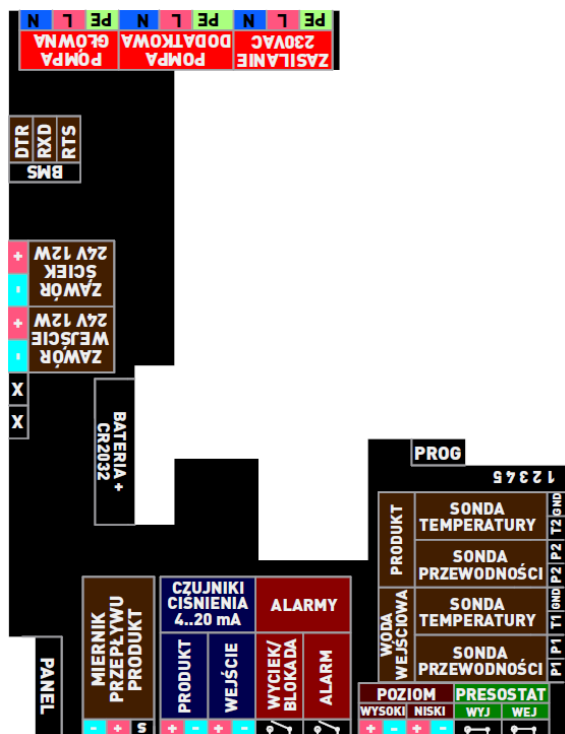 N L PE N L PE N L PE
POMPA GŁÓWNA
POMPA DODATKOWA
ZASILANIE 230VAC
DTR
RXD
RTS
BMS
+ -
ZAWÓR
ŚCIEK
24V 12W
+ -
ZAWÓR
WEJŚCIE
24V 12W
X
X
BATERIA +
CR2032
PROG
1 2 3 4 5
PRODUKT
SONDA
TEMPERATURY
GND
T2
SONDA
PRZEWODNOŚCI
P2
P2
WODA
WEJŚCIOWA
SONDA
TEMPERATURY
GND
T1
SONDA
PRZEWODNOŚCI
P1
P1
PANEL
MIERNIK
PRZEPŁYWU
PRODUKT
- + S
CZUJNIKI
CIŚNIENIA
4..20 mA
PRODUKT
WEJŚCIE
+ - + -
ALARMY
WYCIEK/
BLOKADA
ALARM
POZIOM
WYSOKI NISKI
- + + -
PRESOSTAT
WYJ WEJ